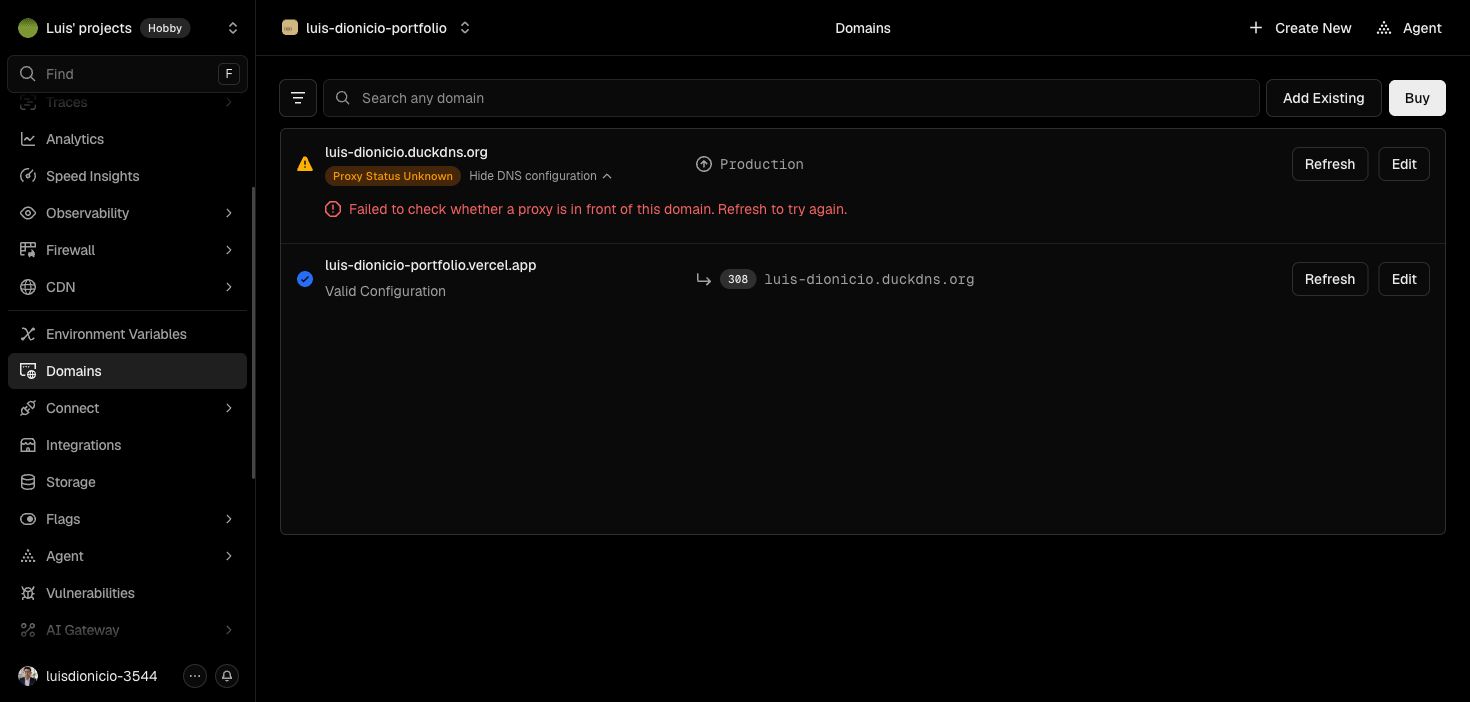 Luis' projects Hobby
luis-dionicio-portfolio
Domains
Create New
Agent
Find F
Traces
Analytics
Speed Insights
Observability
Firewall
CDN
Environment Variables
Domains
Connect
Integrations
Storage
Flags
Agent
Vulnerabilities
AI Gateway
luisdionicio-3544
Search any domain
Add Existing
Buy
luis-dionicio.duckdns.org
Proxy Status Unknown Hide DNS configuration
Production
Refresh
Edit
Failed to check whether a proxy is in front of this domain. Refresh to try again.
luis-dionicio-portfolio.vercel.app
Valid Configuration
308 luis-dionicio.duckdns.org
Refresh
Edit